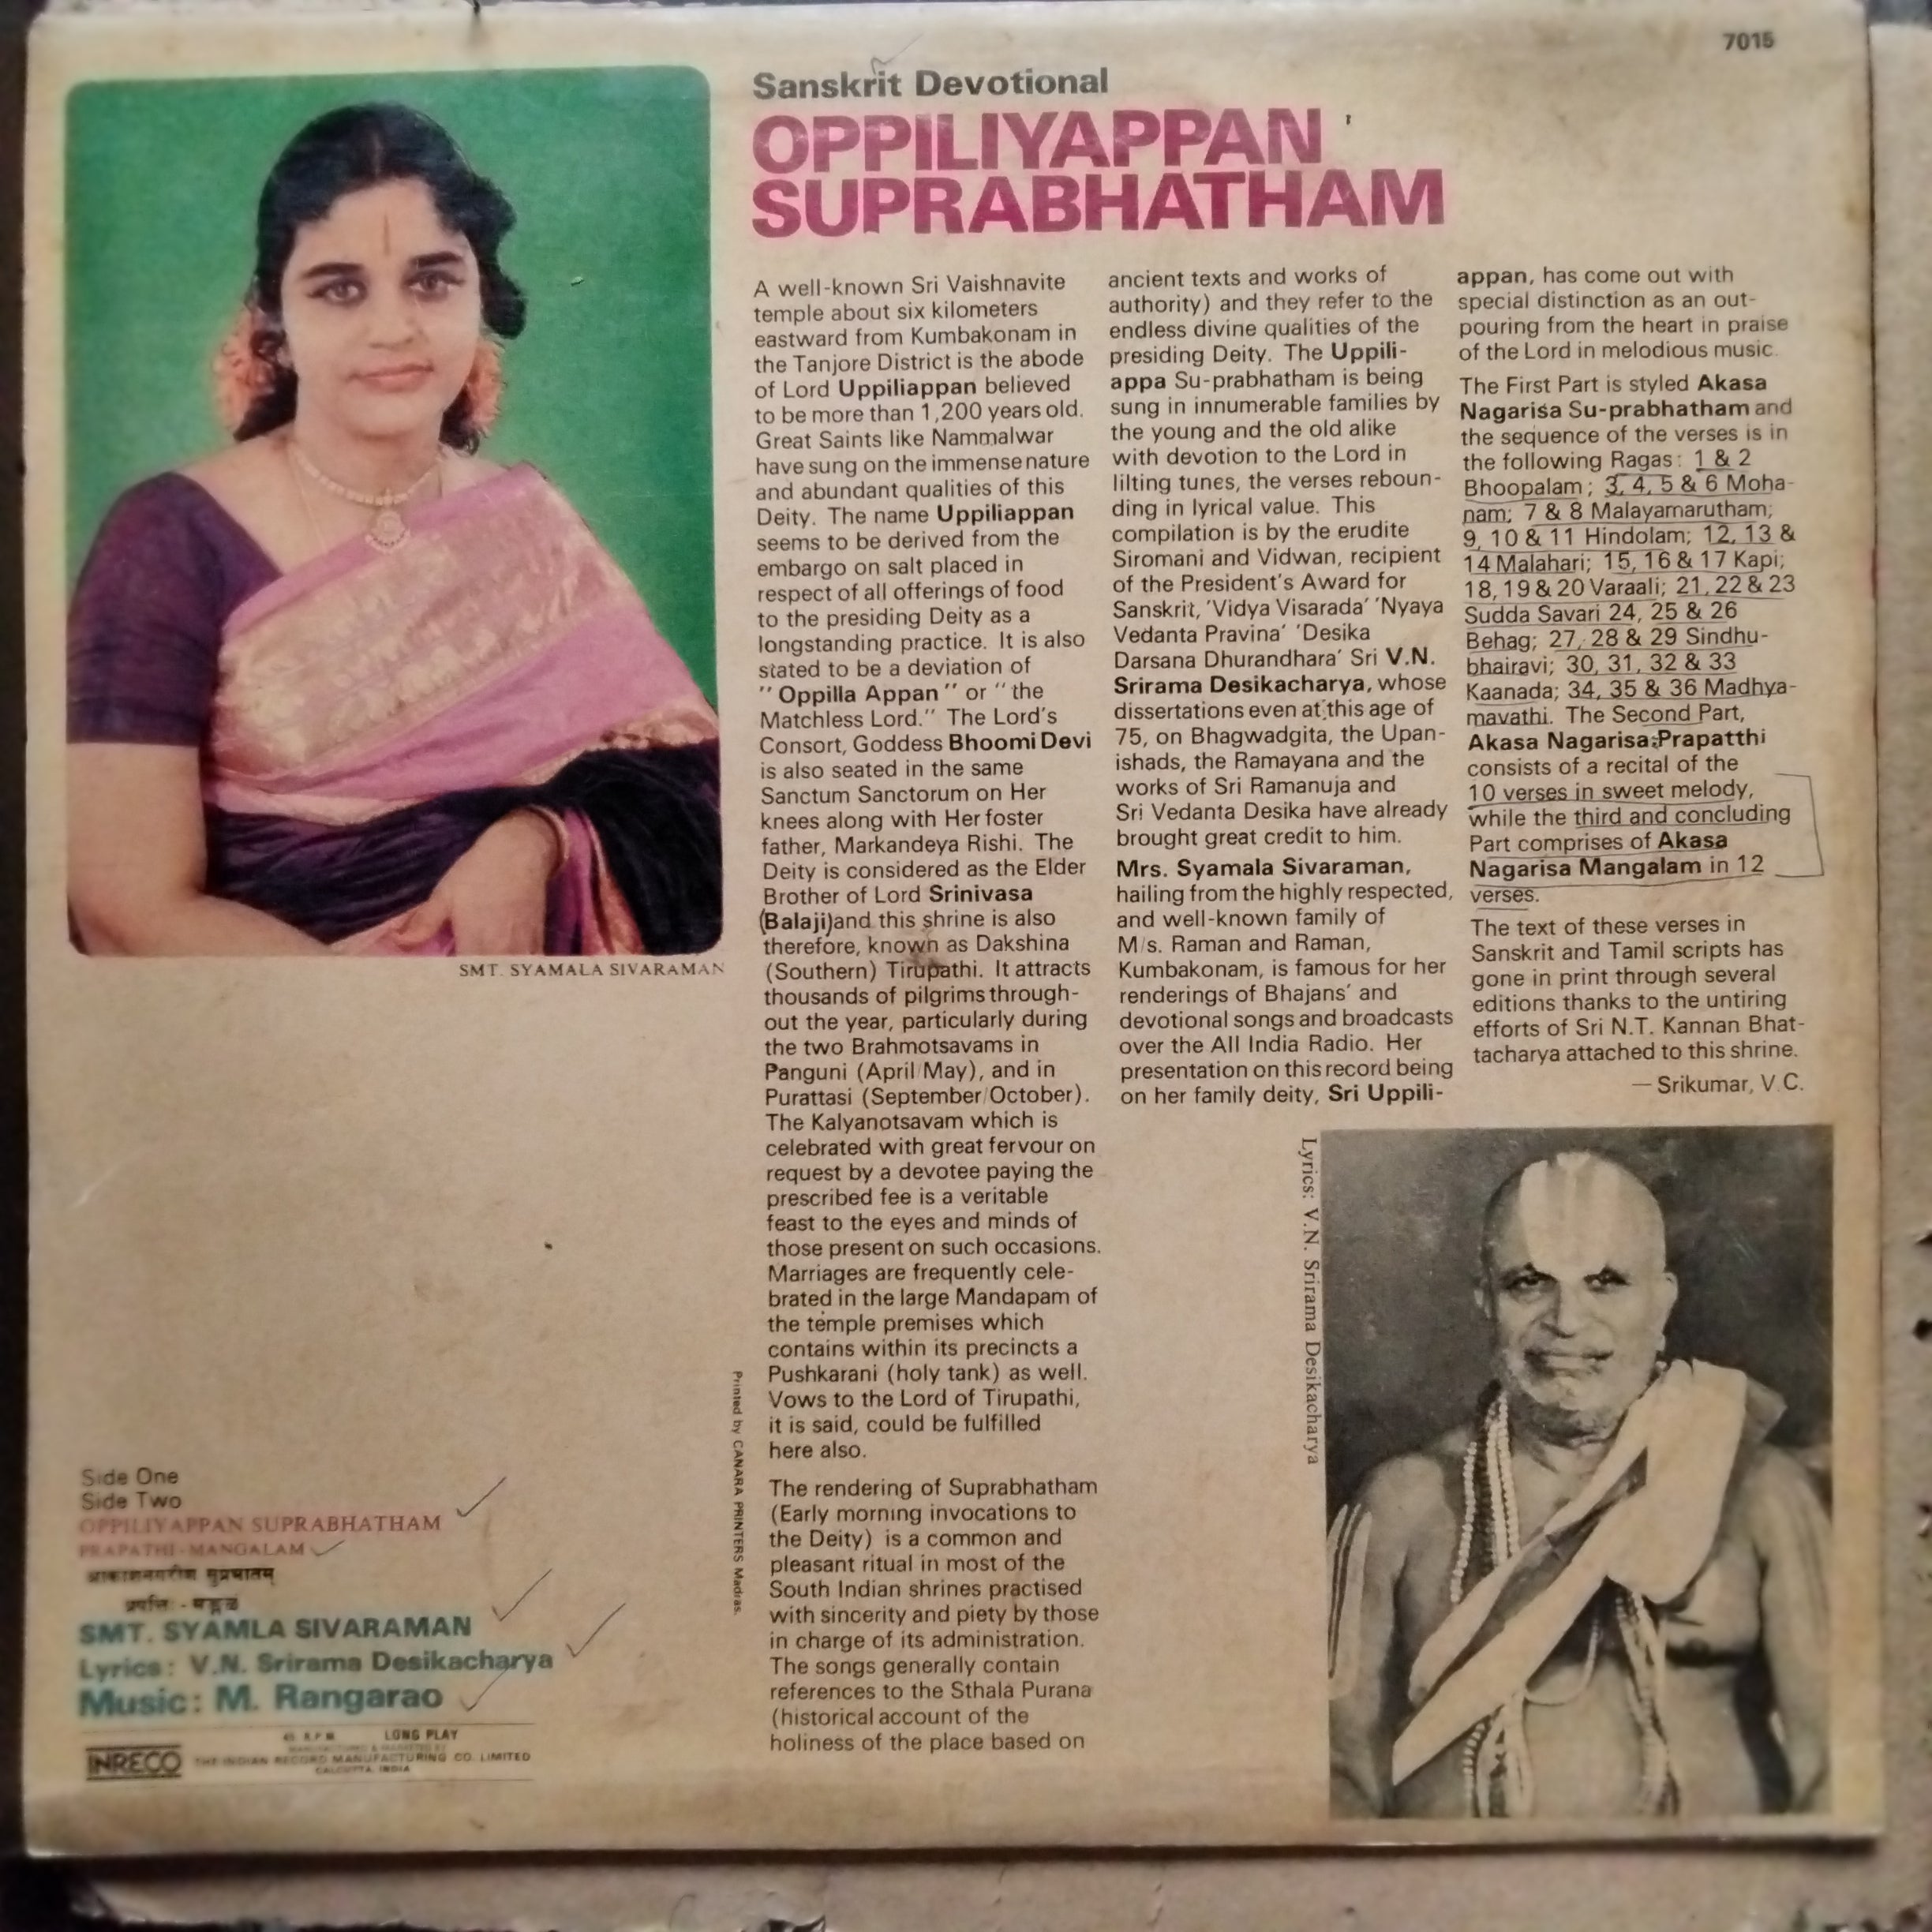 7015
Sanskrit Devotional
OPPILIYAPPAN
SUPRABHATHAM
A well-known Sri Vaishnavite
temple about six kilometers
eastward from Kumbakonam in
the Tanjore District is the abode
of Lord Uppiliappan believed
to be more than 1,200 years old.
Great Saints like Nammalwar
have sung on the immense nature
and abundant qualities of this
Deity. The name Uppiliappan
seems to be derived from the
embargo on salt placed in
respect of all offerings of food
to the presiding Deity as a
longstanding practice. It is also
stated to be a deviation of
"Oppilla Appan" or "the
Matchless Lord." The Lord's
Consort, Goddess Bhoomi Devi
is also seated in the same
Sanctum Sanctorum on Her
knees along with Her foster
father, Markandeya Rishi. The
Deity is considered as the Elder
Brother of Lord Srinivasa
(Balaji) and this shrine is also
therefore, known as Dakshina
(Southern) Tirupathi. It attracts
thousands of pilgrims through-
out the year, particularly during
the two Brahmotsavams in
Panguni (April/May), and in
Purattasi (September/October).
The Kalyanotsavam which is
celebrated with great fervour on
request by a devotee paying the
prescribed fee is a veritable
feast to the eyes and minds of
those present on such occasions.
Marriages are frequently cele-
brated in the large Mandapam of
the temple premises which
contains within its precincts a
Pushkarani (holy tank) as well.
Vows to the Lord of Tirupathi,
it is said, could be fulfilled
here also.
The rendering of Suprabhatham
(Early morning invocations to
the Deity) is a common and
pleasant ritual in most of the
South Indian shrines practised
with sincerity and piety by those
in charge of its administration.
The songs generally contain
references to the Sthala Purana
(historical account of the
holiness of the place based on
ancient texts and works of
authority) and they refer to the
endless divine qualities of the
presiding Deity. The Uppili-
appa Su-prabhatham is being
sung in innumerable families by
the young and the old alike
with devotion to the Lord in
lilting tunes, the verses reboun-
ding in lyrical value. This
compilation is by the erudite
Siromani and Vidwan, recipient
of the President's Award for
Sanskrit, 'Vidya Visarada' 'Nyaya
Vedanta Pravina' 'Desika
Darsana Dhurandhara' Sri V.N.
Srirama Desikacharya, whose
dissertations even at this age of
75, on Bhagwadgita, the Upan-
ishads, the Ramayana and the
works of Sri Ramanuja and
Sri Vedanta Desika have already
brought great credit to him.
Mrs. Syamala Sivaraman,
hailing from the highly respected,
and well-known family of
M/s. Raman and Raman,
Kumbakonam, is famous for her
renderings of Bhajans' and
devotional songs and broadcasts
over the All India Radio. Her
presentation on this record being
on her family deity, Sri Uppili-
appan, has come out with
special distinction as an out-
pouring from the heart in praise
of the Lord in melodious music.
The First Part is styled Akasa
Nagarisa Su-prabhatham and
the sequence of the verses is in
the following Ragas: 1 & 2
Bhoopalam; 3, 4, 5 & 6 Moha-
nam; 7 & 8 Malayamarutham;
9, 10 & 11 Hindolam; 12, 13 &
14 Malahari; 15, 16 & 17 Kapi;
18, 19 & 20 Varaali; 21, 22 & 23
Sudda Savari 24, 25 & 26
Behag; 27, 28 & 29 Sindhu-
bhairavi; 30, 31, 32 & 33
Kaanada; 34, 35 & 36 Madhya-
mavathi. The Second Part,
Akasa Nagarisa Prapatthi
consists of a recital of the
10 verses in sweet melody,
while the third and concluding
Part comprises of Akasa
Nagarisa Mangalam in 12
verses.
The text of these verses in
Sanskrit and Tamil scripts has
gone in print through several
editions thanks to the untiring
efforts of Sri N.T. Kannan Bhat-
tacharya attached to this shrine.
— Srikumar, V.C.
SMT. SYAMALA SIVARAMAN
Lyrics: V.N. Srirama Desikacharya
Printed by CANARA PRINTERS Madras.
Side One
Side Two
OPPILIYAPPAN SUPRABHATHAM
PRAPATHI-MANGALAM
आकाशनगरीश सुप्रभातम्
प्रपत्तिः - मङ्गलं
SMT. SYAMLA SIVARAMAN
Lyrics: V.N. Srirama Desikacharya
Music: M. Rangarao
45 R.P.M. LONG PLAY
MANUFACTURED & MARKETED BY
INRECO THE INDIAN RECORD MANUFACTURING CO. LIMITED
CALCUTTA, INDIA